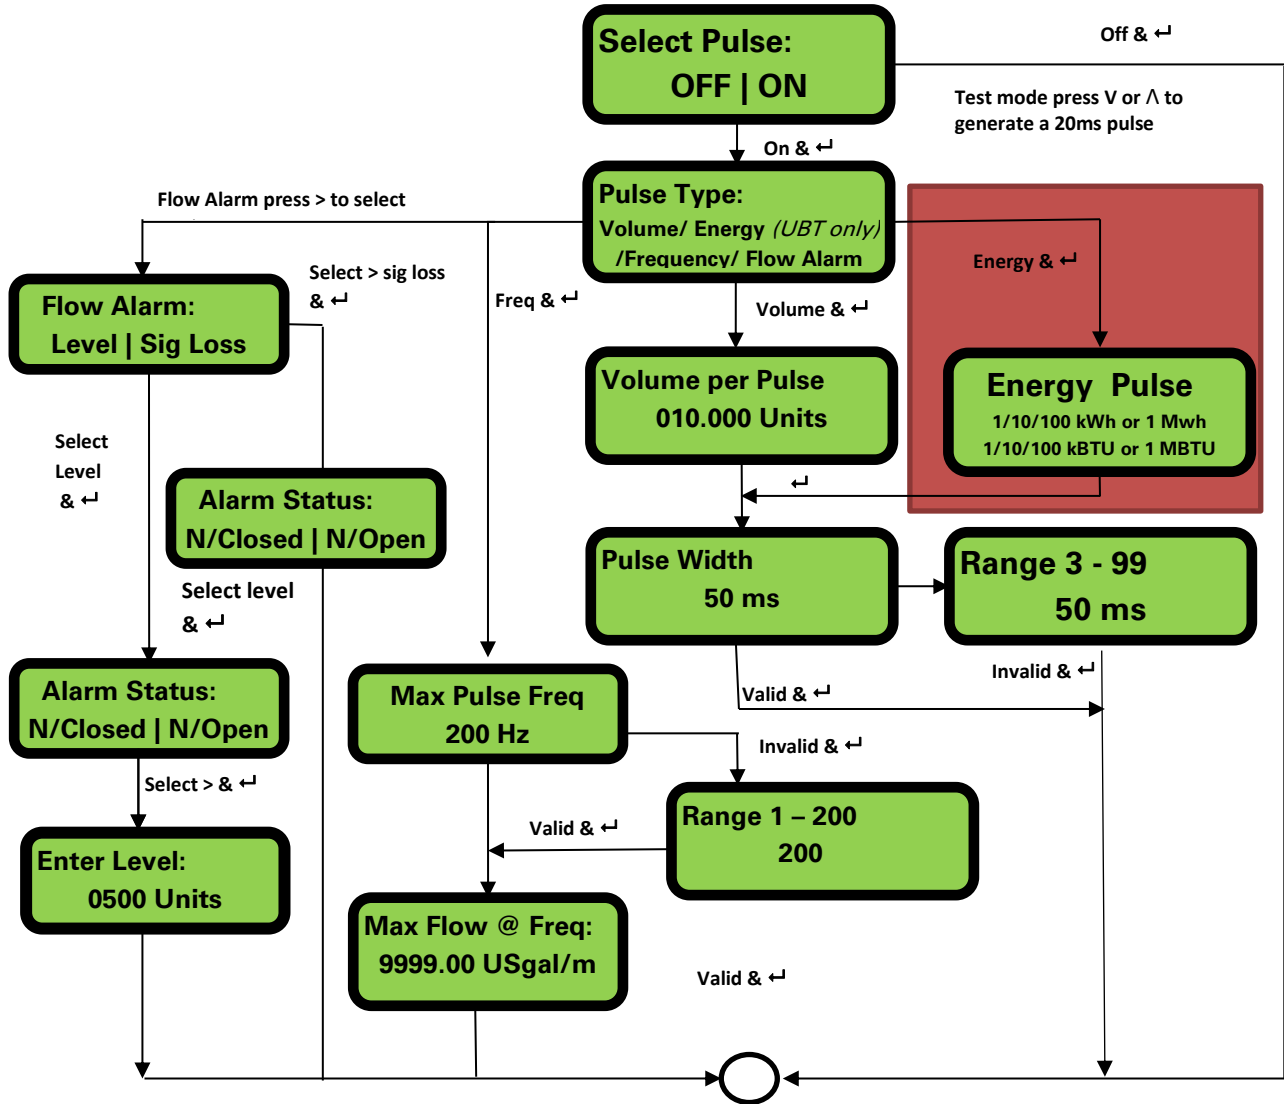 Select Pulse:
OFF | ON
Off & ↵
Test mode press V or Λ to
generate a 20ms pulse
On & ↵
Flow Alarm press > to select
Pulse Type:
Volume/ Energy (UBT only)
/Frequency/ Flow Alarm
Energy & ↵
Select > sig loss
& ↵
Freq & ↵
Volume & ↵
Flow Alarm:
Level | Sig Loss
Volume per Pulse
010.000 Units
Energy Pulse
1/10/100 kWh or 1 Mwh
1/10/100 kBTU or 1 MBTU
Select
Level
& ↵
↵
Alarm Status:
N/Closed | N/Open
Pulse Width
50 ms
Range 3 - 99
50 ms
Select level
& ↵
Invalid & ↵
Valid & ↵
Alarm Status:
N/Closed | N/Open
Max Pulse Freq
200 Hz
Invalid & ↵
Select > & ↵
Range 1 – 200
200
Valid & ↵
Enter Level:
0500 Units
Max Flow @ Freq:
9999.00 USgal/m
Valid & ↵